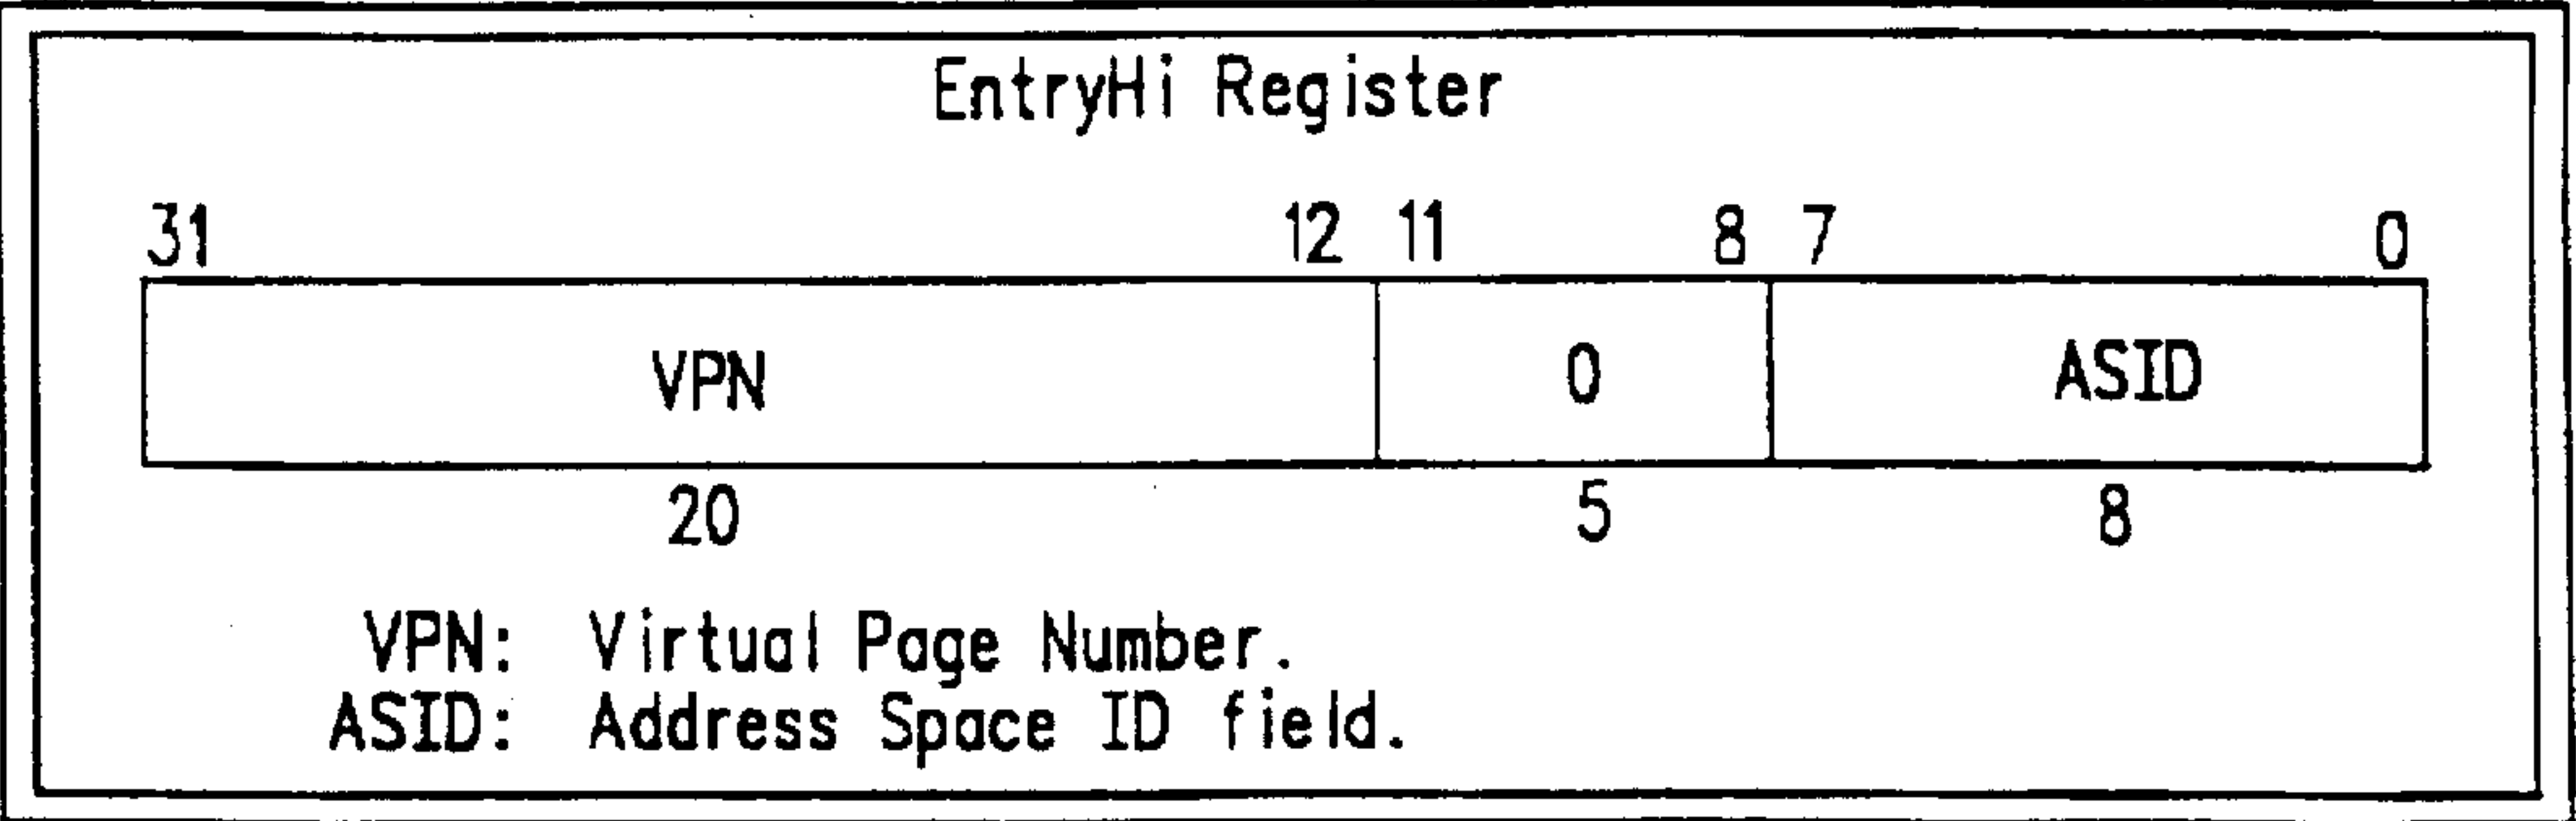 EntryHi Register
31 12 11 8 7 0
VPN 0 ASID
20 5 8
VPN: Virtual Page Number.
ASID: Address Space ID field.